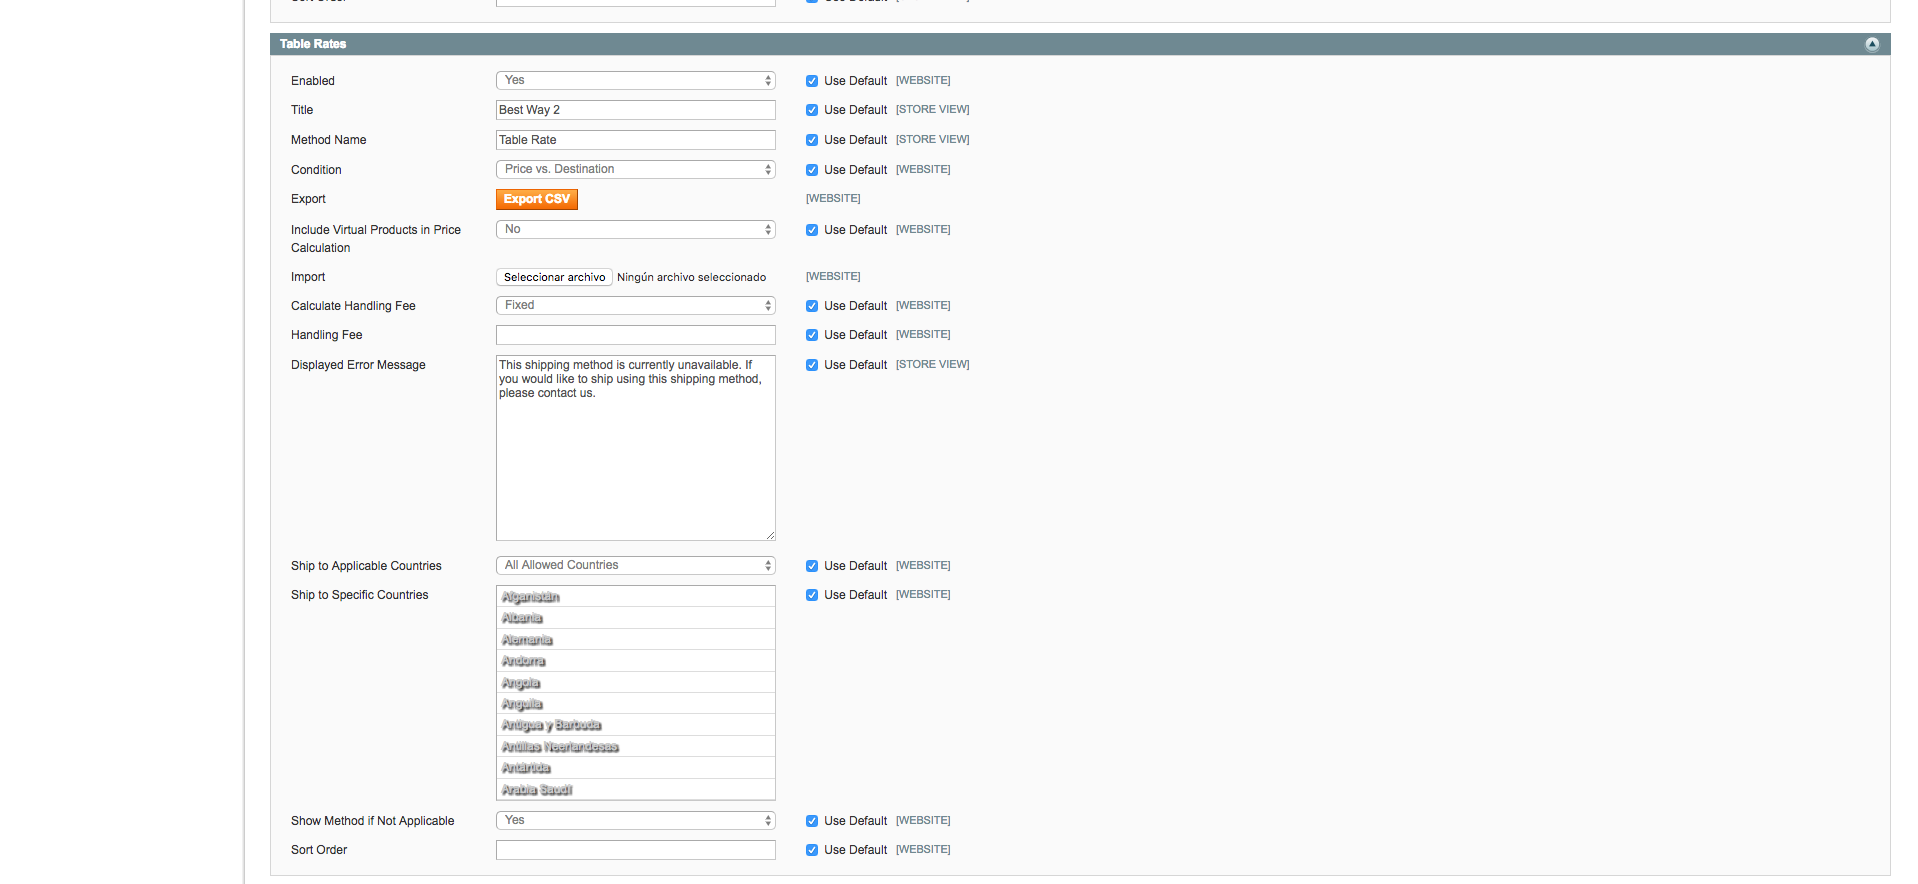 Table Rates
Enabled Yes Use Default [WEBSITE]
Title Best Way 2 Use Default [STORE VIEW]
Method Name Table Rate Use Default [STORE VIEW]
Condition Price vs. Destination Use Default [WEBSITE]
Export Export CSV [WEBSITE]
Include Virtual Products in Price No Use Default [WEBSITE]
Calculation
Import Seleccionar archivo Ningún archivo seleccionado [WEBSITE]
Calculate Handling Fee Fixed Use Default [WEBSITE]
Handling Fee Use Default [WEBSITE]
Displayed Error Message This shipping method is currently unavailable. If Use Default [STORE VIEW]
you would like to ship using this shipping method,
please contact us.
Ship to Applicable Countries All Allowed Countries Use Default [WEBSITE]
Ship to Specific Countries Afganistán Use Default [WEBSITE]
Albania
Alemania
Andorra
Angola
Anguila
Antigua y Barbuda
Antillas Neerlandesas
Antártida
Arabia Saudí
Show Method if Not Applicable Yes Use Default [WEBSITE]
Sort Order Use Default [WEBSITE]